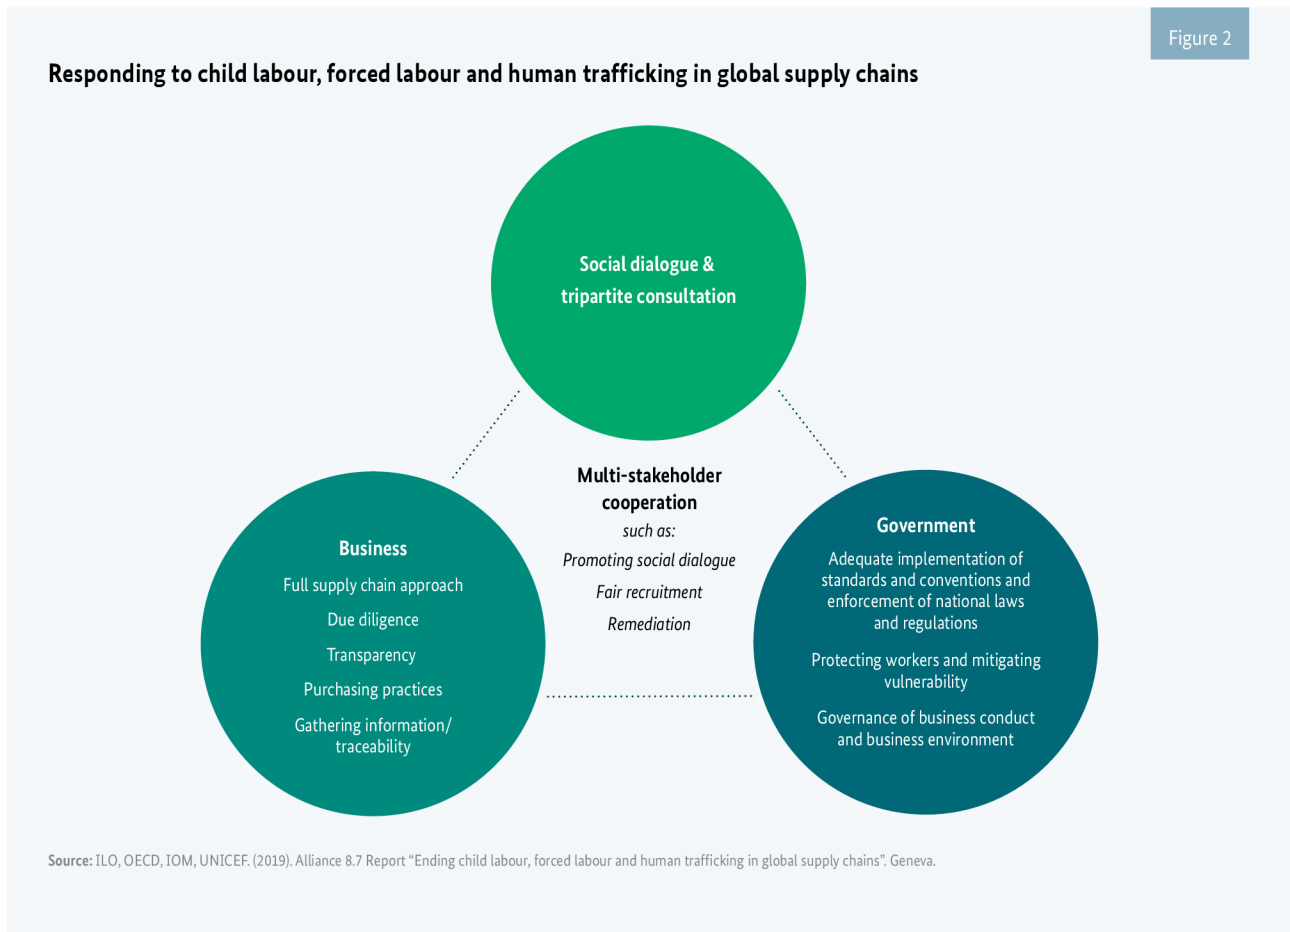 Figure 2
Responding to child labour, forced labour and human trafficking in global supply chains
Social dialogue &
tripartite consultation
Multi-stakeholder
cooperation
such as:
Promoting social dialogue
Fair recruitment
Remediation
Business
Full supply chain approach
Due diligence
Transparency
Purchasing practices
Gathering information/
traceability
Government
Adequate implementation of
standards and conventions and
enforcement of national laws
and regulations
Protecting workers and mitigating
vulnerability
Governance of business conduct
and business environment
Source: ILO, OECD, IOM, UNICEF. (2019). Alliance 8.7 Report “Ending child labour, forced labour and human trafficking in global supply chains”. Geneva.